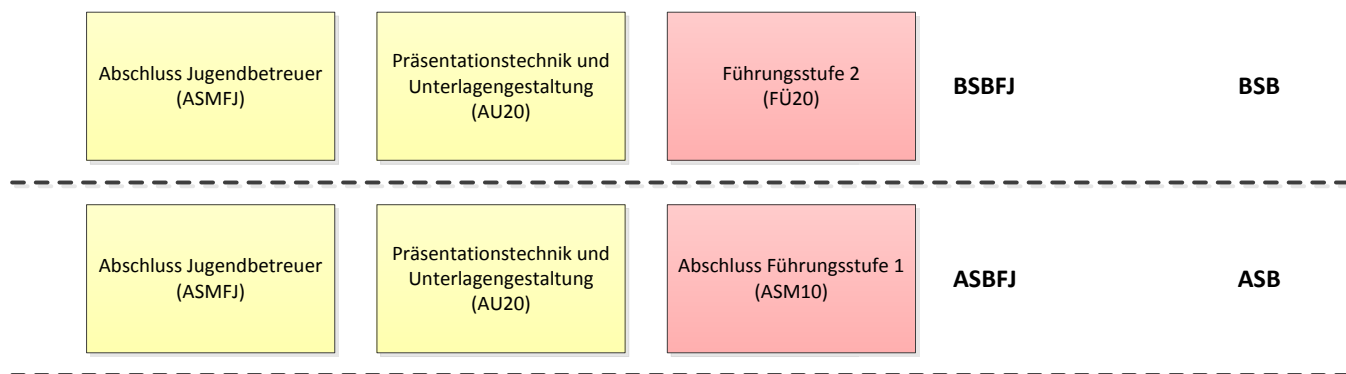 Abschluss Jugendbetreuer
(ASMFJ)
Präsentationstechnik und
Unterlagengestaltung
(AU20)
Führungsstufe 2
(FÜ20)
BSBFJ
BSB
Abschluss Jugendbetreuer
(ASMFJ)
Präsentationstechnik und
Unterlagengestaltung
(AU20)
Abschluss Führungsstufe 1
(ASM10)
ASBFJ
ASB